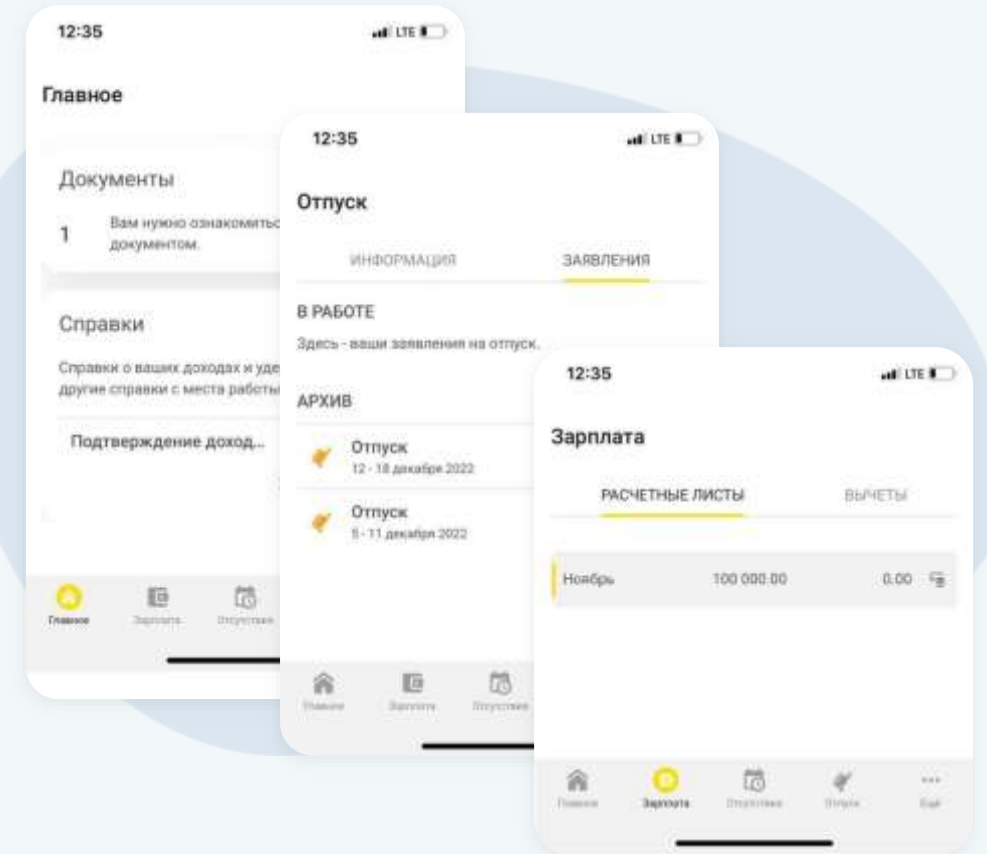 12:35
LTE
Главное
Документы
1
Вам нужно ознакомитьс
документом.
Справки
Справки о ваших доходах и уде
другие справки с места работы
Подтверждение доход...
Главное
Зарплата
Отсутствия
12:35
LTE
Отпуск
ИНФОРМАЦИЯ
ЗАЯВЛЕНИЯ
В РАБОТЕ
Здесь - ваши заявления на отпуск.
АРХИВ
Отпуск
12 - 18 декабря 2022
Отпуск
5 - 11 декабря 2022
Главное
Зарплата
Отсутствия
12:35
LTE
Зарплата
РАСЧЕТНЫЕ ЛИСТЫ
ВЫЧЕТЫ
Ноябрь 100 000.00 0.00
Главное
Зарплата
Отсутствия
Отпуск
Ещё